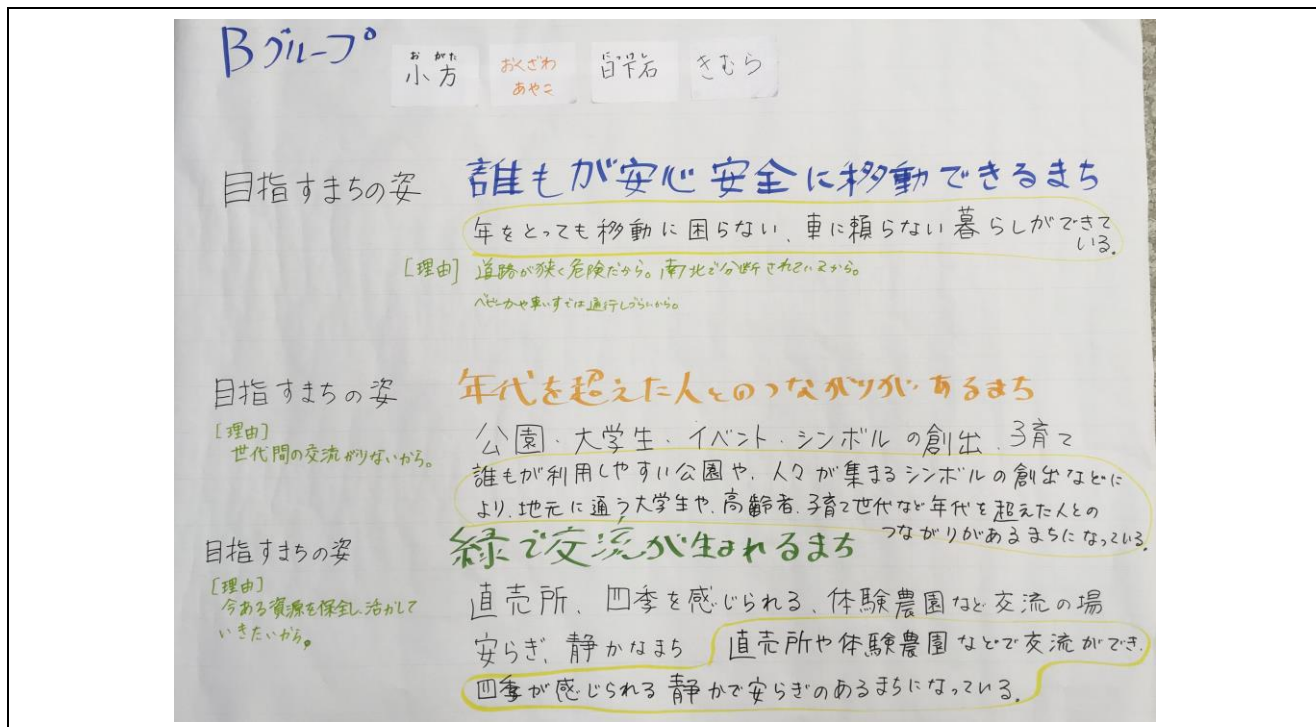 Bグループ
おがた
小方
おくざわ
あやこ
きむら
目指すまちの姿 誰もが安心安全に移動できるまち
年をとっても移動に困らない、車に頼らない暮らしができて
いる。
[理由] 道路が狭く危険だから。南北で分断されているから。
ベビーカや車いすでは通行しづらいから。
目指すまちの姿 年代を超えた人とのつながりがあるまち
[理由]
世代間の交流がりないから。
公園・大学生・イベント・シンボルの創出、子育て
誰もが利用しやすい公園や、人々が集まるシンボルの創出などに
より、地元に通う大学生や、高齢者、子育て世代など年代を超えた人との
つながりがあるまちになっている。
目指すまちの姿 緑で交流が生まれるまち
[理由]
今ある資源を保全し、活かして
いきたいから。
直売所、四季を感じられる、体験農園など交流の場
安らぎ、静かなまち 直売所や体験農園などで交流ができ、
四季が感じられる静かで安らぎのあるまちになっている。